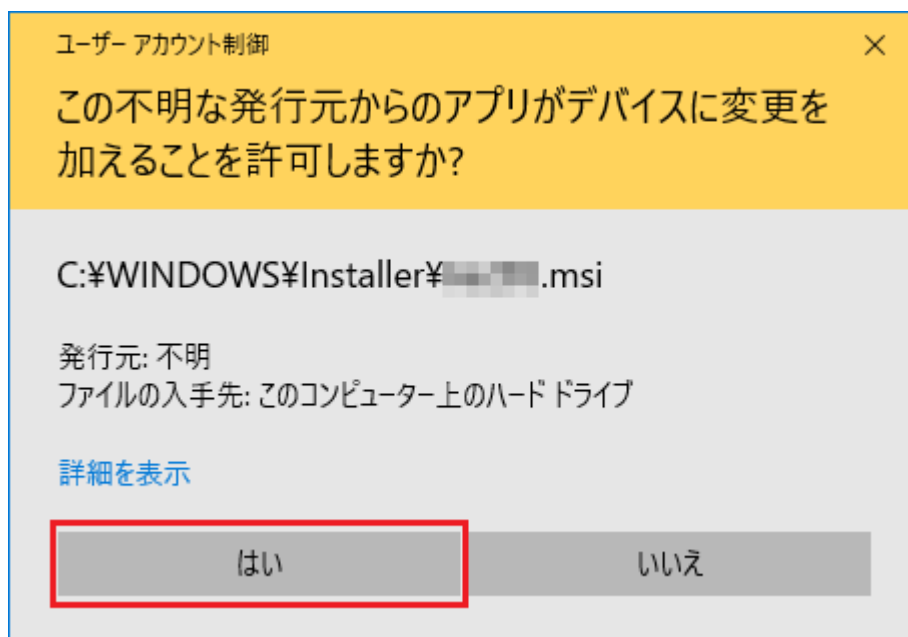 ユーザー アカウント制御
この不明な発行元からのアプリがデバイスに変更を
加えることを許可しますか?
C:¥WINDOWS¥Installer¥ .msi
発行元: 不明
ファイルの入手先: このコンピューター上のハード ドライブ
詳細を表示
はい
いいえ